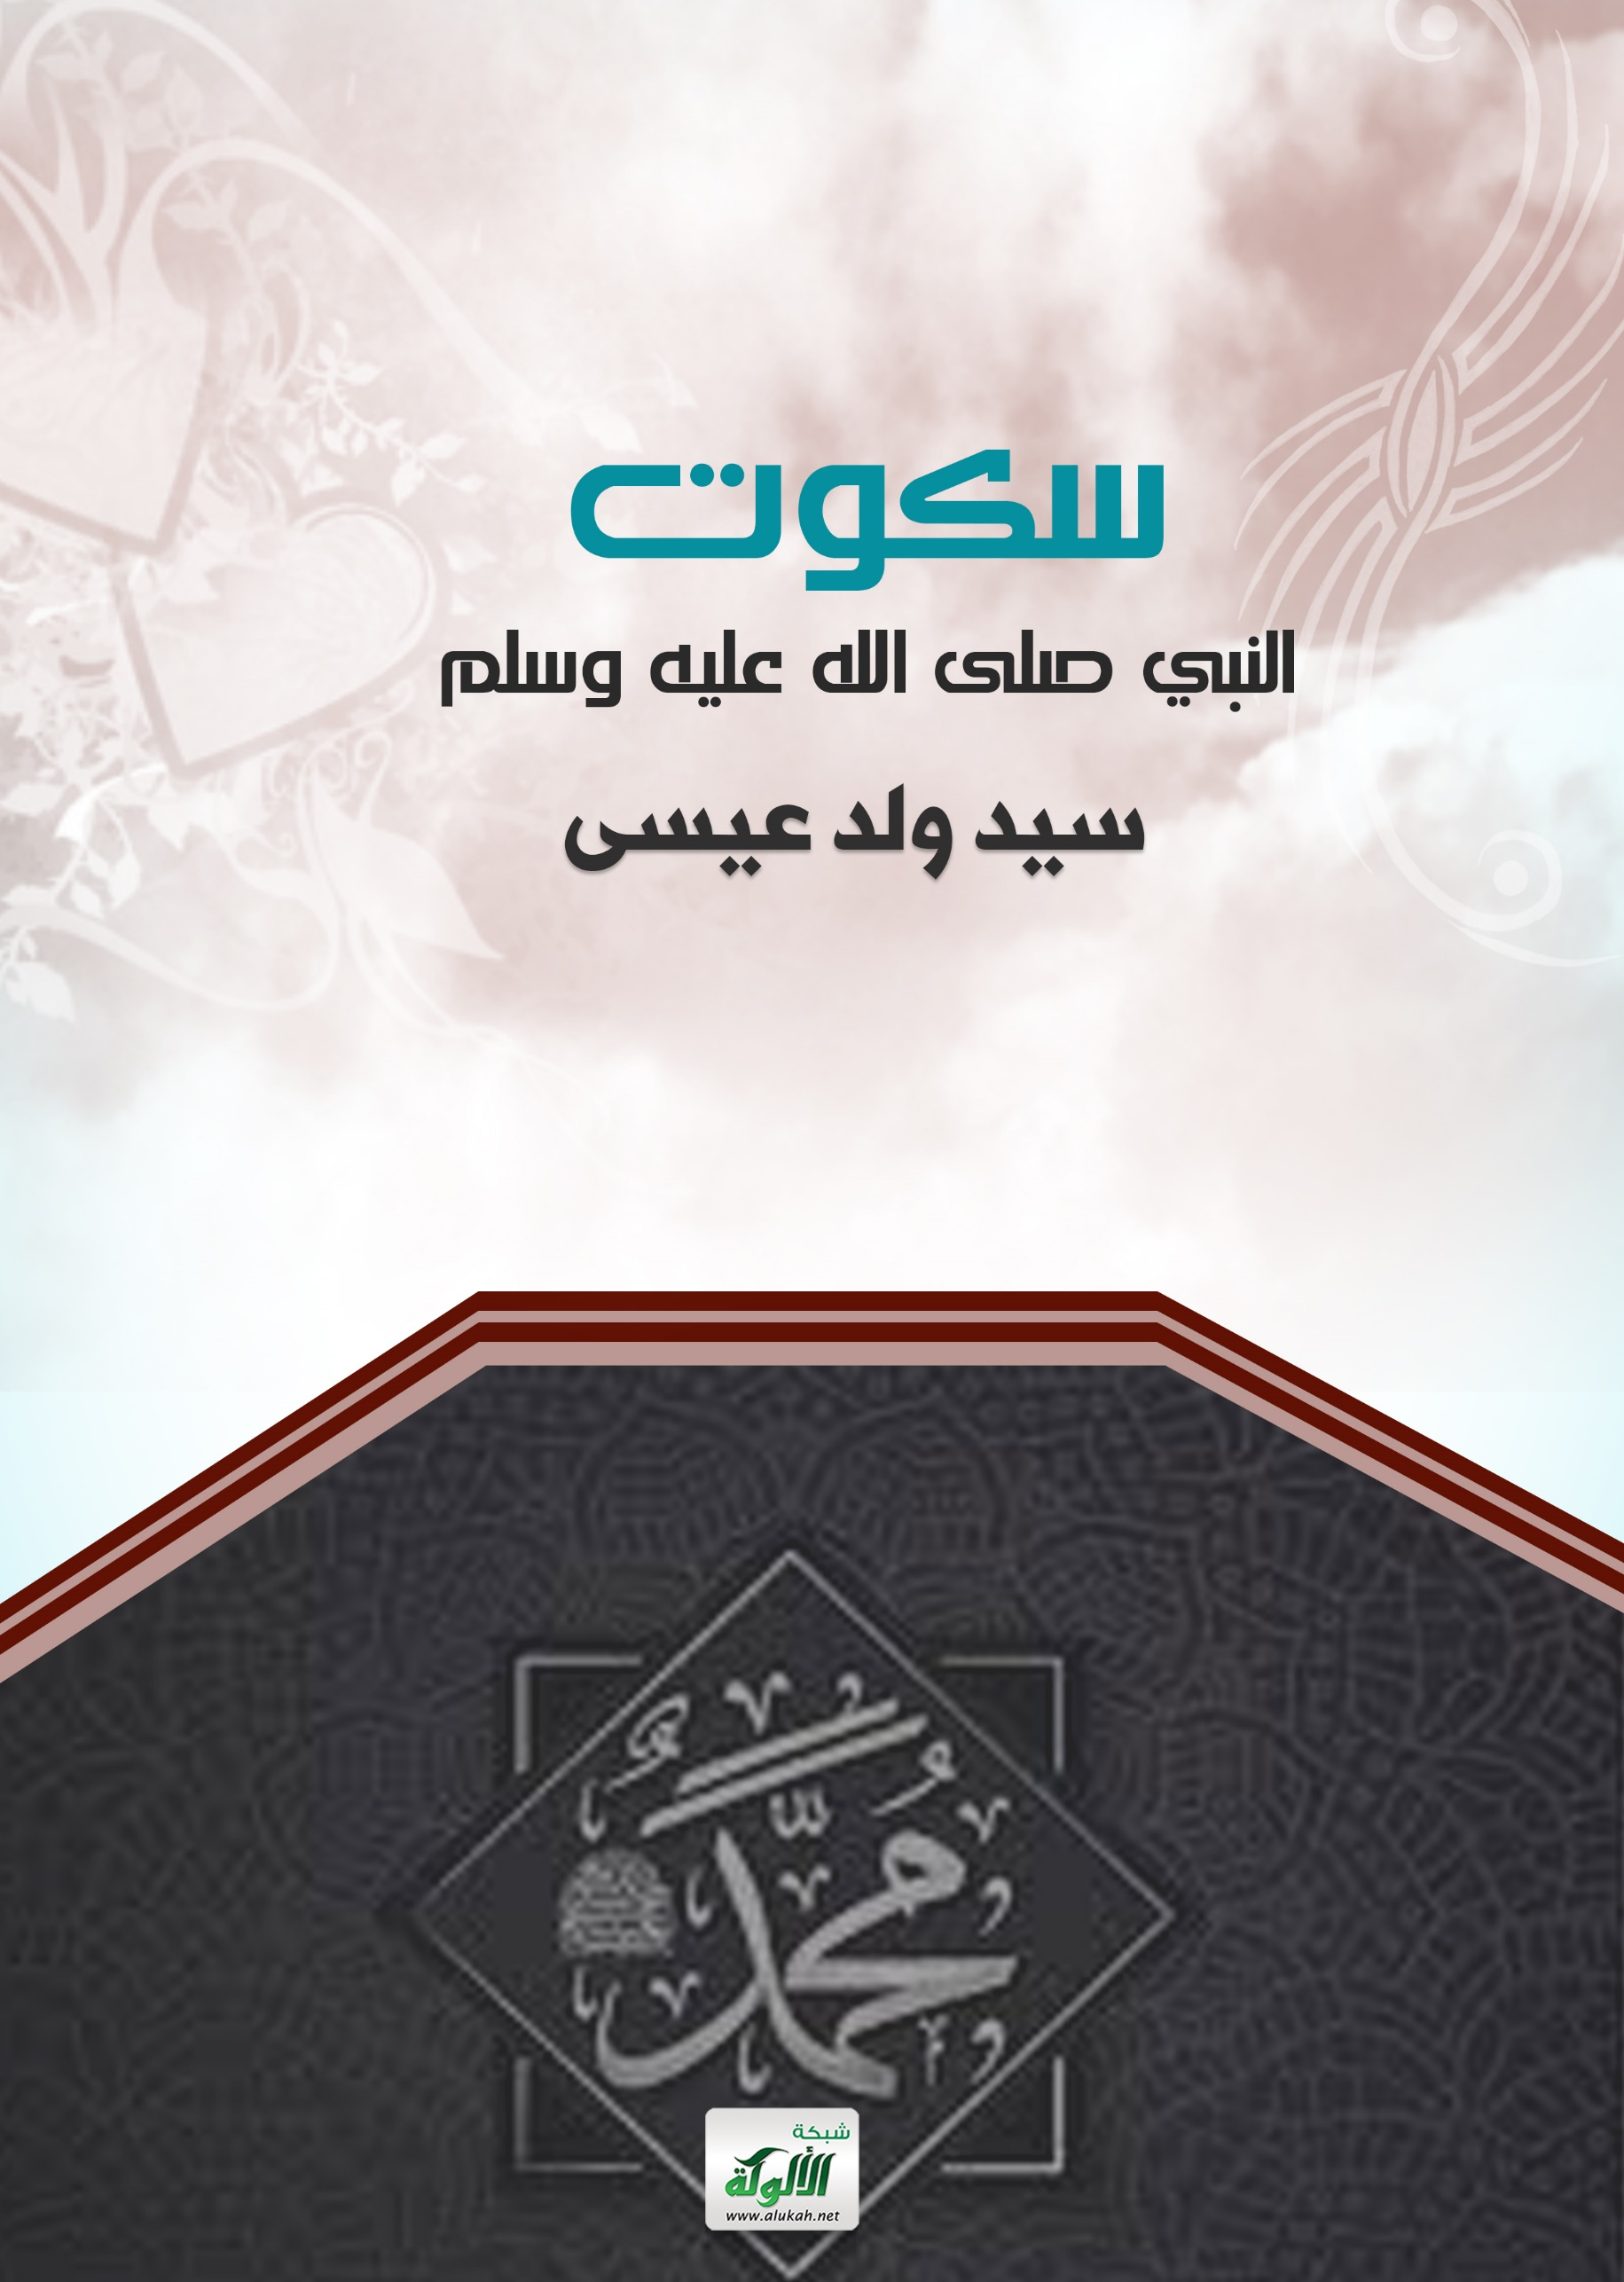 سكوت
النبي صلى الله عليه وسلم
سيد ولد عيسى
محمد
شبكة
الألوكة
www.alukah.net